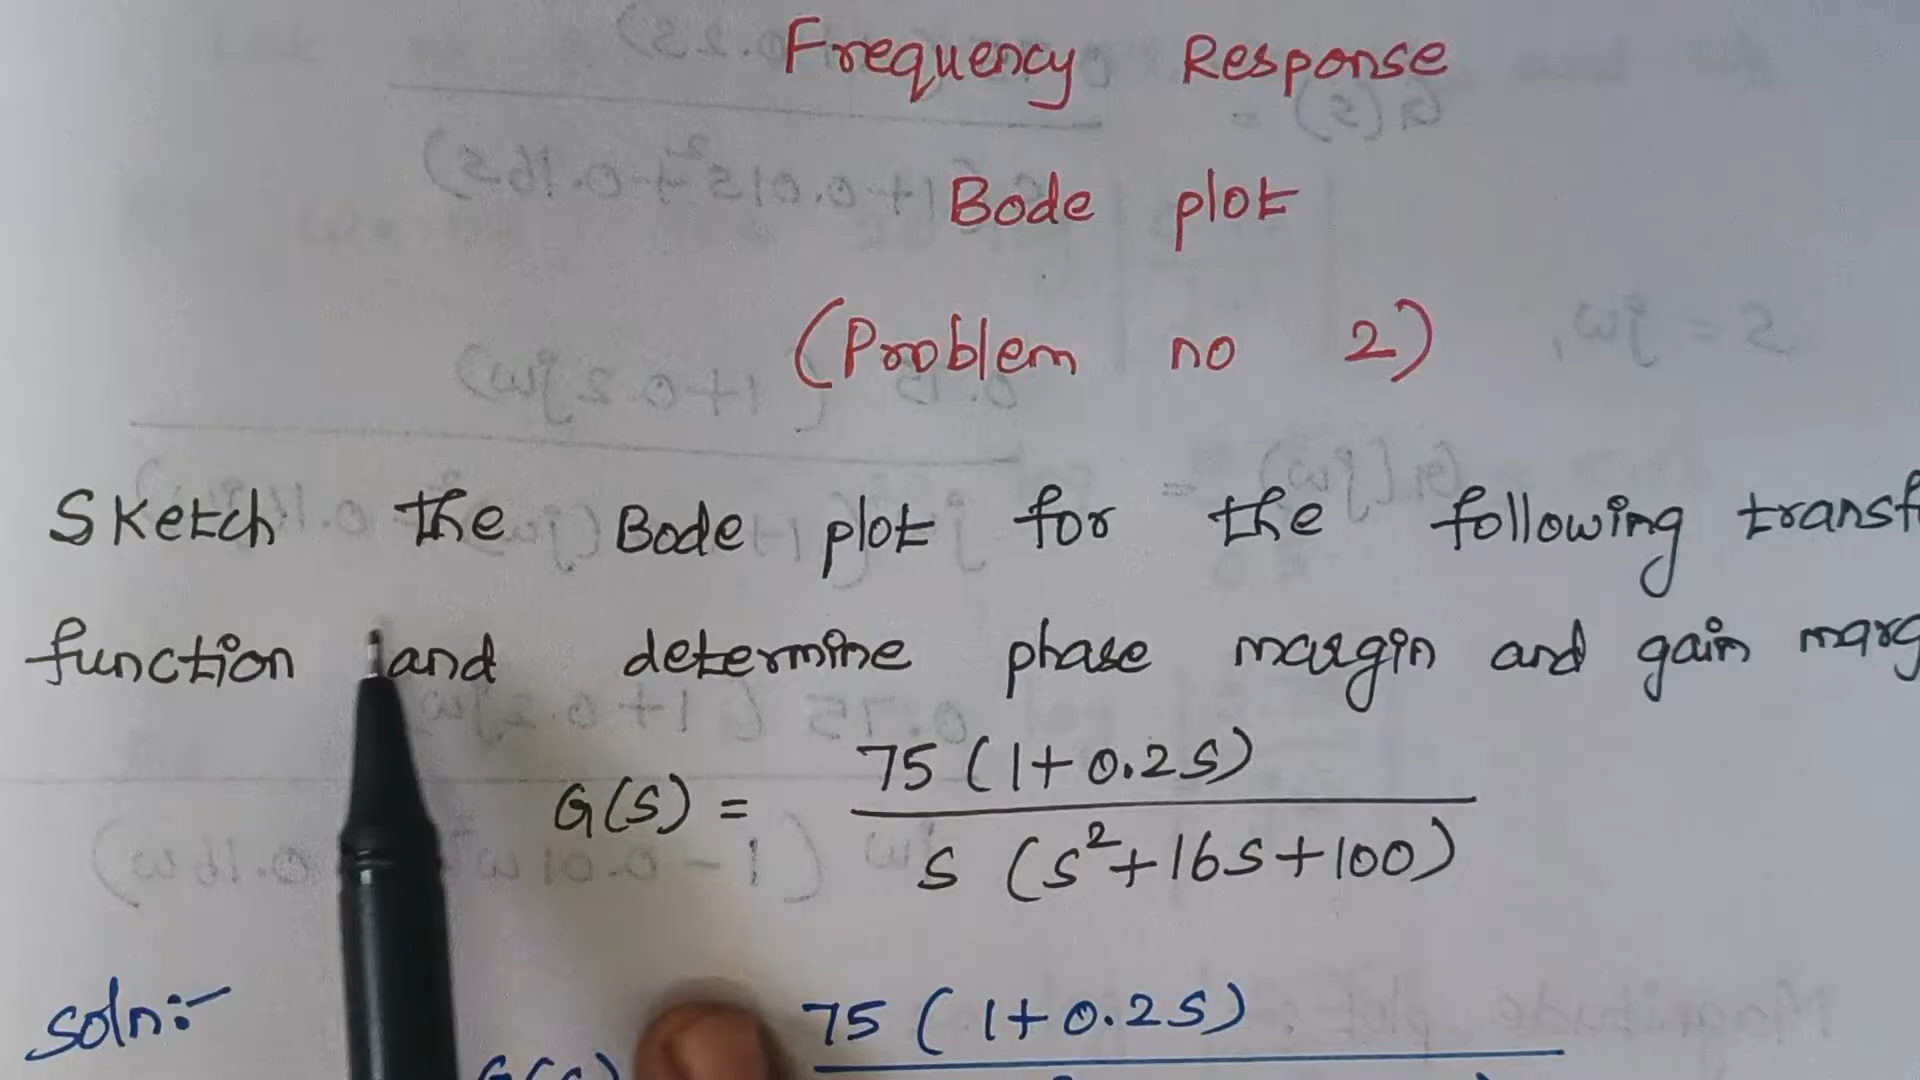 Frequency Response
Bode plot
(Problem no 2)
Sketch the Bode plot for the following transf
function and determine phase margin and gain marg
G(s) = 75 (1+0.2s)
s (s²+16s+100)
soln:-
75 (1+0.2s)
G(s)